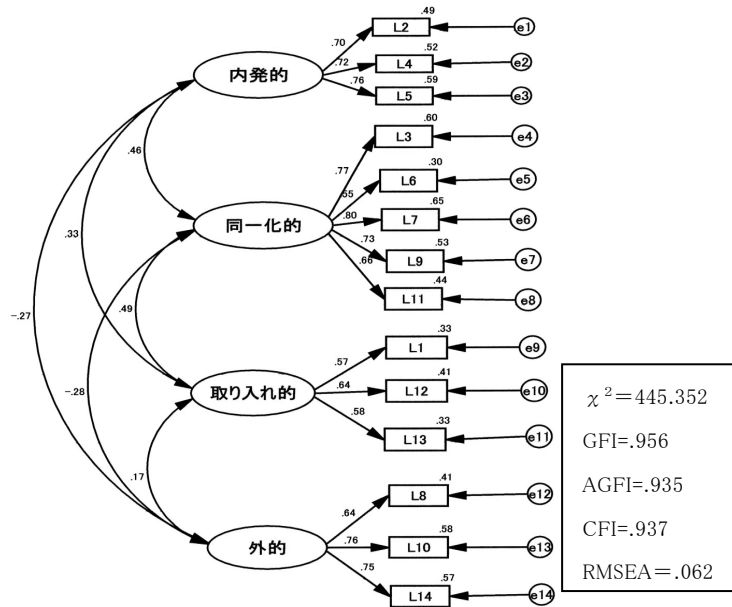 .49
.70
L2
e1
内発的
.72
.52
L4
e2
.76
.59
L5
e3
.60
L3
e4
.46
.77
.30
.55
L6
e5
同一化的
.80
.65
L7
e6
.33
.73
.53
L9
e7
.66
.44
L11
e8
-.27
.49
.33
.57
L1
e9
-.28
取り入れ的
.64
.41
L12
e10
.58
.33
L13
e11
.17
.41
.64
L8
e12
外的
.76
.58
L10
e13
.75
.57
L14
e14
χ²=445.352
GFI=.956
AGFI=.935
CFI=.937
RMSEA=.062